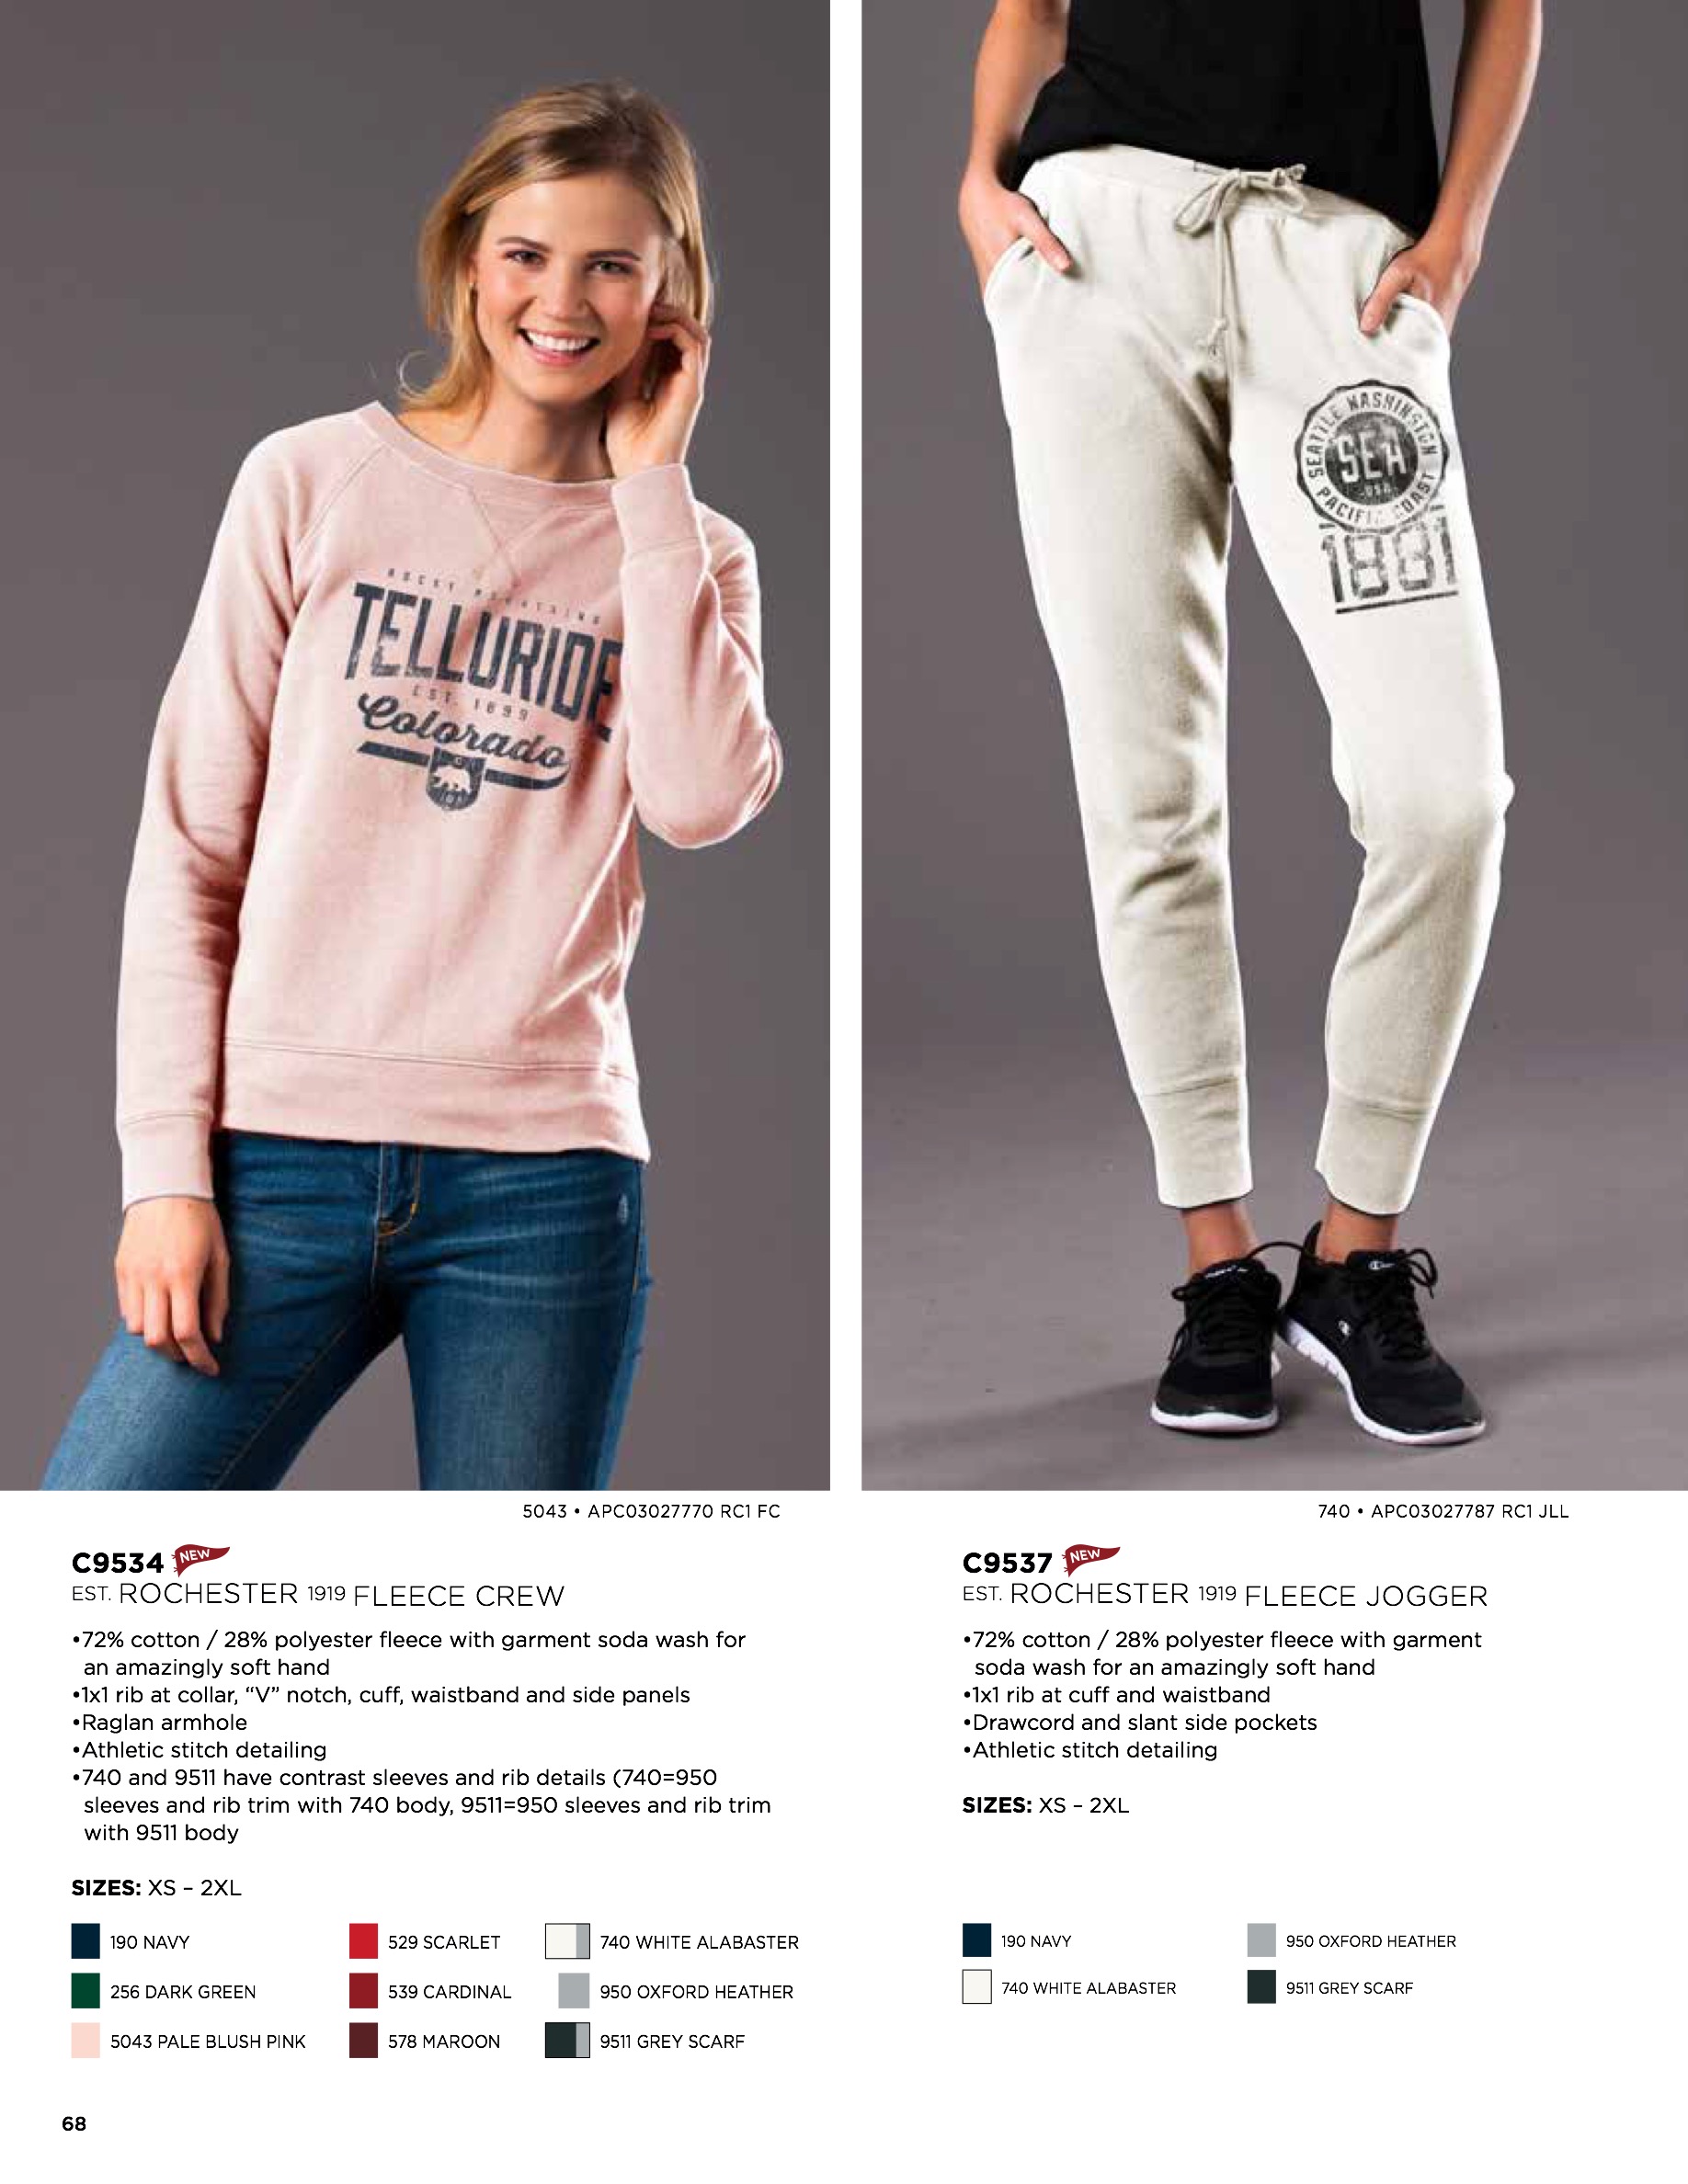 ROCKY MOUNTAINS
TELLURIDE
EST. 1899
Colorado
SEATTLE WASHINGTON
SEA
USA
PACIFIC COAST
1881
5043 • APC03027770 RC1 FC
C9534 NEW
EST. ROCHESTER 1919 FLEECE CREW
•72% cotton / 28% polyester fleece with garment soda wash for
an amazingly soft hand
•1x1 rib at collar, “V” notch, cuff, waistband and side panels
•Raglan armhole
•Athletic stitch detailing
•740 and 9511 have contrast sleeves and rib details (740=950
sleeves and rib trim with 740 body, 9511=950 sleeves and rib trim
with 9511 body
SIZES: XS – 2XL
190 NAVY
256 DARK GREEN
5043 PALE BLUSH PINK
529 SCARLET
539 CARDINAL
578 MAROON
740 WHITE ALABASTER
950 OXFORD HEATHER
9511 GREY SCARF
740 • APC03027787 RC1 JLL
C9537 NEW
EST. ROCHESTER 1919 FLEECE JOGGER
•72% cotton / 28% polyester fleece with garment
soda wash for an amazingly soft hand
•1x1 rib at cuff and waistband
•Drawcord and slant side pockets
•Athletic stitch detailing
SIZES: XS – 2XL
190 NAVY
740 WHITE ALABASTER
950 OXFORD HEATHER
9511 GREY SCARF
68